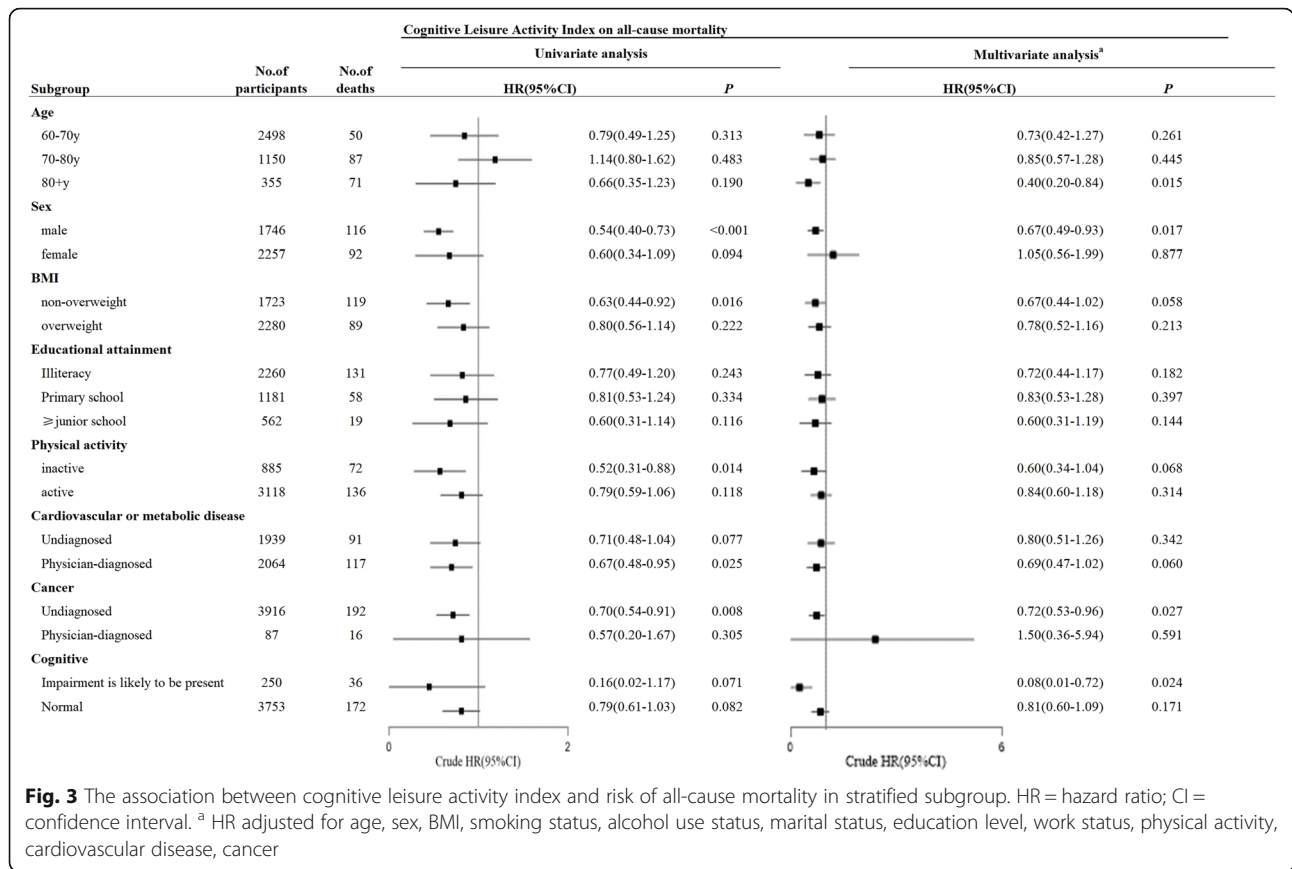 Cognitive Leisure Activity Index on all-cause mortality
Univariate analysis Multivariate analysisᵃ
No.of No.of
Subgroup participants deaths HR(95%CI) P HR(95%CI) P
Age
60-70y 2498 50 0.79(0.49-1.25) 0.313 0.73(0.42-1.27) 0.261
70-80y 1150 87 1.14(0.80-1.62) 0.483 0.85(0.57-1.28) 0.445
80+y 355 71 0.66(0.35-1.23) 0.190 0.40(0.20-0.84) 0.015
Sex
male 1746 116 0.54(0.40-0.73) <0.001 0.67(0.49-0.93) 0.017
female 2257 92 0.60(0.34-1.09) 0.094 1.05(0.56-1.99) 0.877
BMI
non-overweight 1723 119 0.63(0.44-0.92) 0.016 0.67(0.44-1.02) 0.058
overweight 2280 89 0.80(0.56-1.14) 0.222 0.78(0.52-1.16) 0.213
Educational attainment
Illiteracy 2260 131 0.77(0.49-1.20) 0.243 0.72(0.44-1.17) 0.182
Primary school 1181 58 0.81(0.53-1.24) 0.334 0.83(0.53-1.28) 0.397
≥junior school 562 19 0.60(0.31-1.14) 0.116 0.60(0.31-1.19) 0.144
Physical activity
inactive 885 72 0.52(0.31-0.88) 0.014 0.60(0.34-1.04) 0.068
active 3118 136 0.79(0.59-1.06) 0.118 0.84(0.60-1.18) 0.314
Cardiovascular or metabolic disease
Undiagnosed 1939 91 0.71(0.48-1.04) 0.077 0.80(0.51-1.26) 0.342
Physician-diagnosed 2064 117 0.67(0.48-0.95) 0.025 0.69(0.47-1.02) 0.060
Cancer
Undiagnosed 3916 192 0.70(0.54-0.91) 0.008 0.72(0.53-0.96) 0.027
Physician-diagnosed 87 16 0.57(0.20-1.67) 0.305 1.50(0.36-5.94) 0.591
Cognitive
Impairment is likely to be present 250 36 0.16(0.02-1.17) 0.071 0.08(0.01-0.72) 0.024
Normal 3753 172 0.79(0.61-1.03) 0.082 0.81(0.60-1.09) 0.171
0 2 0 6
Crude HR(95%CI) Crude HR(95%CI)
Fig. 3 The association between cognitive leisure activity index and risk of all-cause mortality in stratified subgroup. HR = hazard ratio; CI =
confidence interval. ᵃ HR adjusted for age, sex, BMI, smoking status, alcohol use status, marital status, education level, work status, physical activity,
cardiovascular disease, cancer